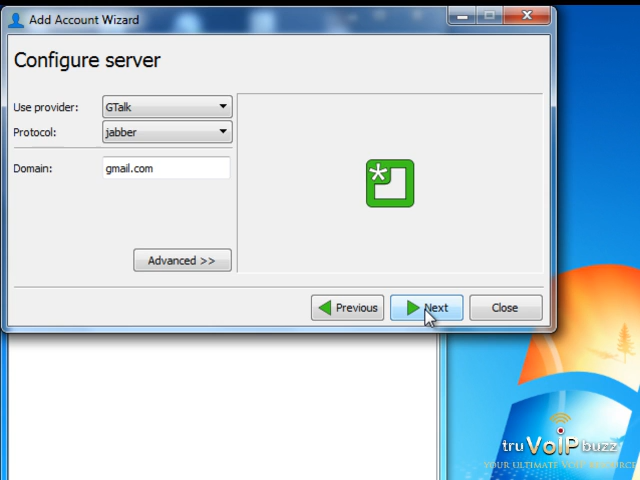 Add Account Wizard
Configure server
Use provider: GTalk
Protocol: jabber
Domain: gmail.com
Advanced >>
Previous Next Close
truVoIPbuzz
YOUR ULTIMATE VOIP RESOURCE